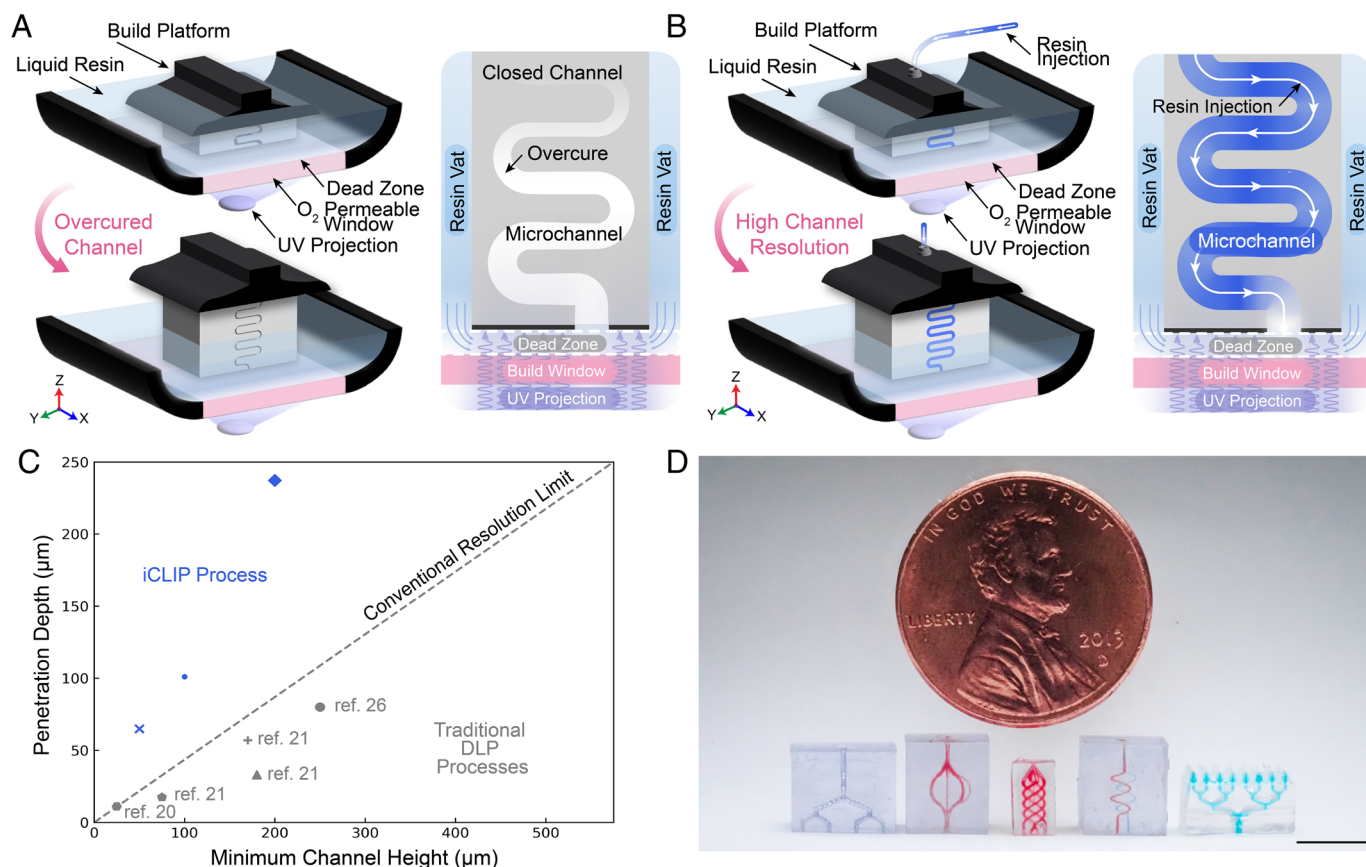 A
Build Platform
Liquid Resin
Dead Zone
O2 Permeable
Window
UV Projection
Overcured
Channel
Z
Y
X
Closed Channel
Overcure
Microchannel
Resin Vat
Resin Vat
Dead Zone
Build Window
UV Projection
B
Build Platform
Liquid Resin
Resin
Injection
Dead Zone
O2 Permeable
Window
UV Projection
High Channel
Resolution
Z
Y
X
Resin Injection
Microchannel
Resin Vat
Resin Vat
Dead Zone
Build Window
UV Projection
C
Penetration Depth (μm)
250
200
150
100
50
0
iCLIP Process
Conventional Resolution Limit
ref. 26
ref. 21
ref. 21
ref. 21
ref. 20
Traditional
DLP
Processes
0
100
200
300
400
500
Minimum Channel Height (μm)
D
IN GOD WE TRUST
LIBERTY
2013
D